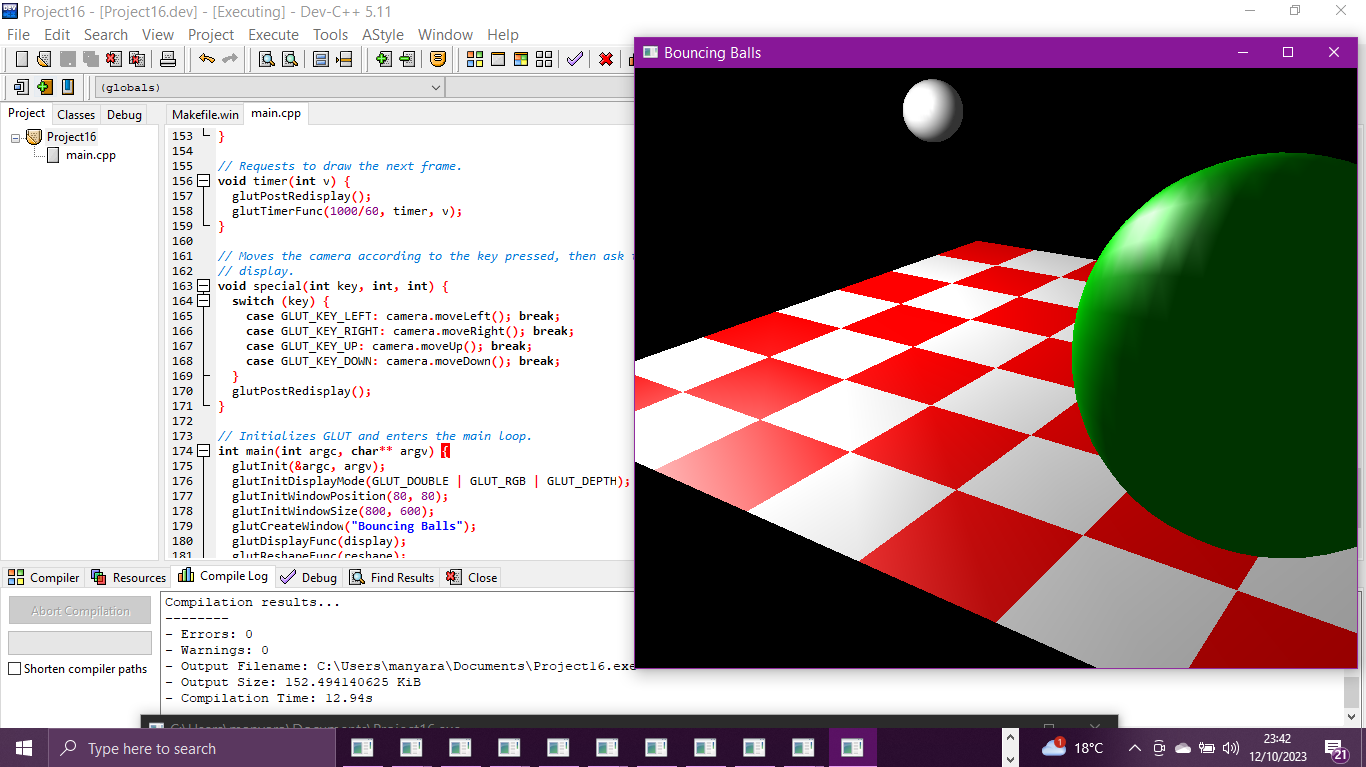 Project16 - [Project16.dev] - [Executing] - Dev-C++ 5.11
File Edit Search View Project Execute Tools AStyle Window Help
(globals)
Project Classes Debug
Makefile.win main.cpp
Project16
main.cpp
153 }
154
155 // Requests to draw the next frame.
156 void timer(int v) {
157 glutPostRedisplay();
158 glutTimerFunc(1000/60, timer, v);
159 }
160
161 // Moves the camera according to the key pressed, then ask
162 // display.
163 void special(int key, int, int) {
164 switch (key) {
165 case GLUT_KEY_LEFT: camera.moveLeft(); break;
166 case GLUT_KEY_RIGHT: camera.moveRight(); break;
167 case GLUT_KEY_UP: camera.moveUp(); break;
168 case GLUT_KEY_DOWN: camera.moveDown(); break;
169 }
170 glutPostRedisplay();
171 }
172
173 // Initializes GLUT and enters the main loop.
174 int main(int argc, char** argv) {
175 glutInit(&argc, argv);
176 glutInitDisplayMode(GLUT_DOUBLE | GLUT_RGB | GLUT_DEPTH);
177 glutInitWindowPosition(80, 80);
178 glutInitWindowSize(800, 600);
179 glutCreateWindow("Bouncing Balls");
180 glutDisplayFunc(display);
181 glutReshapeFunc(reshape);
Bouncing Balls
Compiler Resources Compile Log Debug Find Results Close
Abort Compilation
Shorten compiler paths
Compilation results...
--------
- Errors: 0
- Warnings: 0
- Output Filename: C:\Users\manyara\Documents\Project16.exe
- Output Size: 152.494140625 KiB
- Compilation Time: 12.94s
C:\Users\manyara\Documents\Project16.exe
Type here to search
1
18°C
23:42
12/10/2023
21